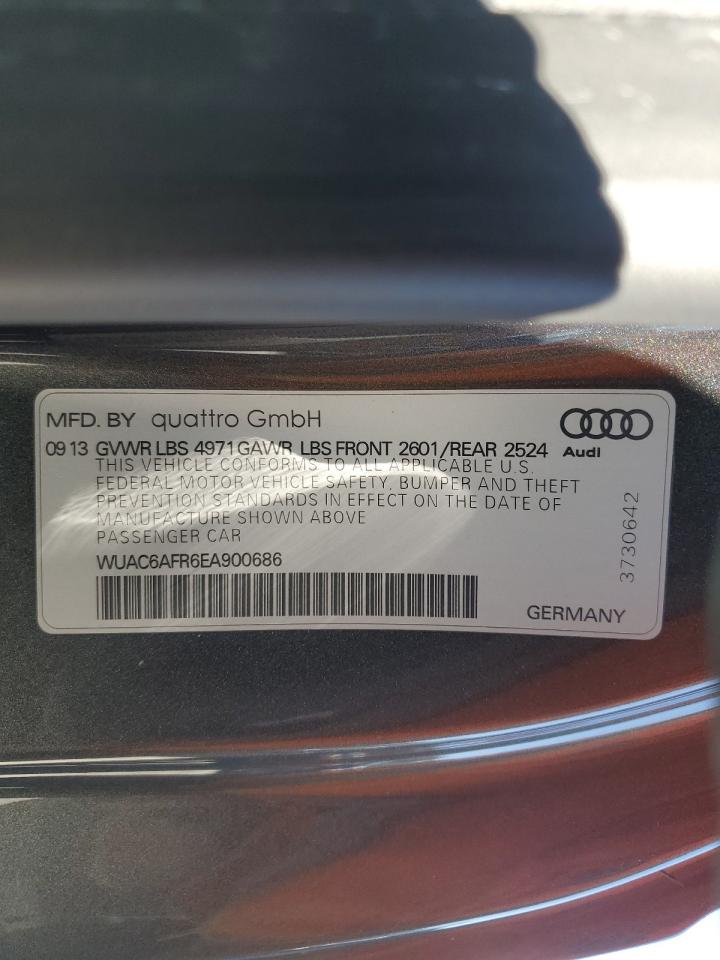 MFD. BY quattro GmbH
09 13 GVWR LBS 4971 GAWR LBS FRONT 2601/REAR 2524
Audi
THIS VEHICLE CONFORMS TO ALL APPLICABLE U.S.
FEDERAL MOTOR VEHICLE SAFETY, BUMPER AND THEFT
PREVENTION STANDARDS IN EFFECT ON THE DATE OF
MANUFACTURE SHOWN ABOVE
PASSENGER CAR
WUAC6AFR6EA900686
GERMANY
3730642